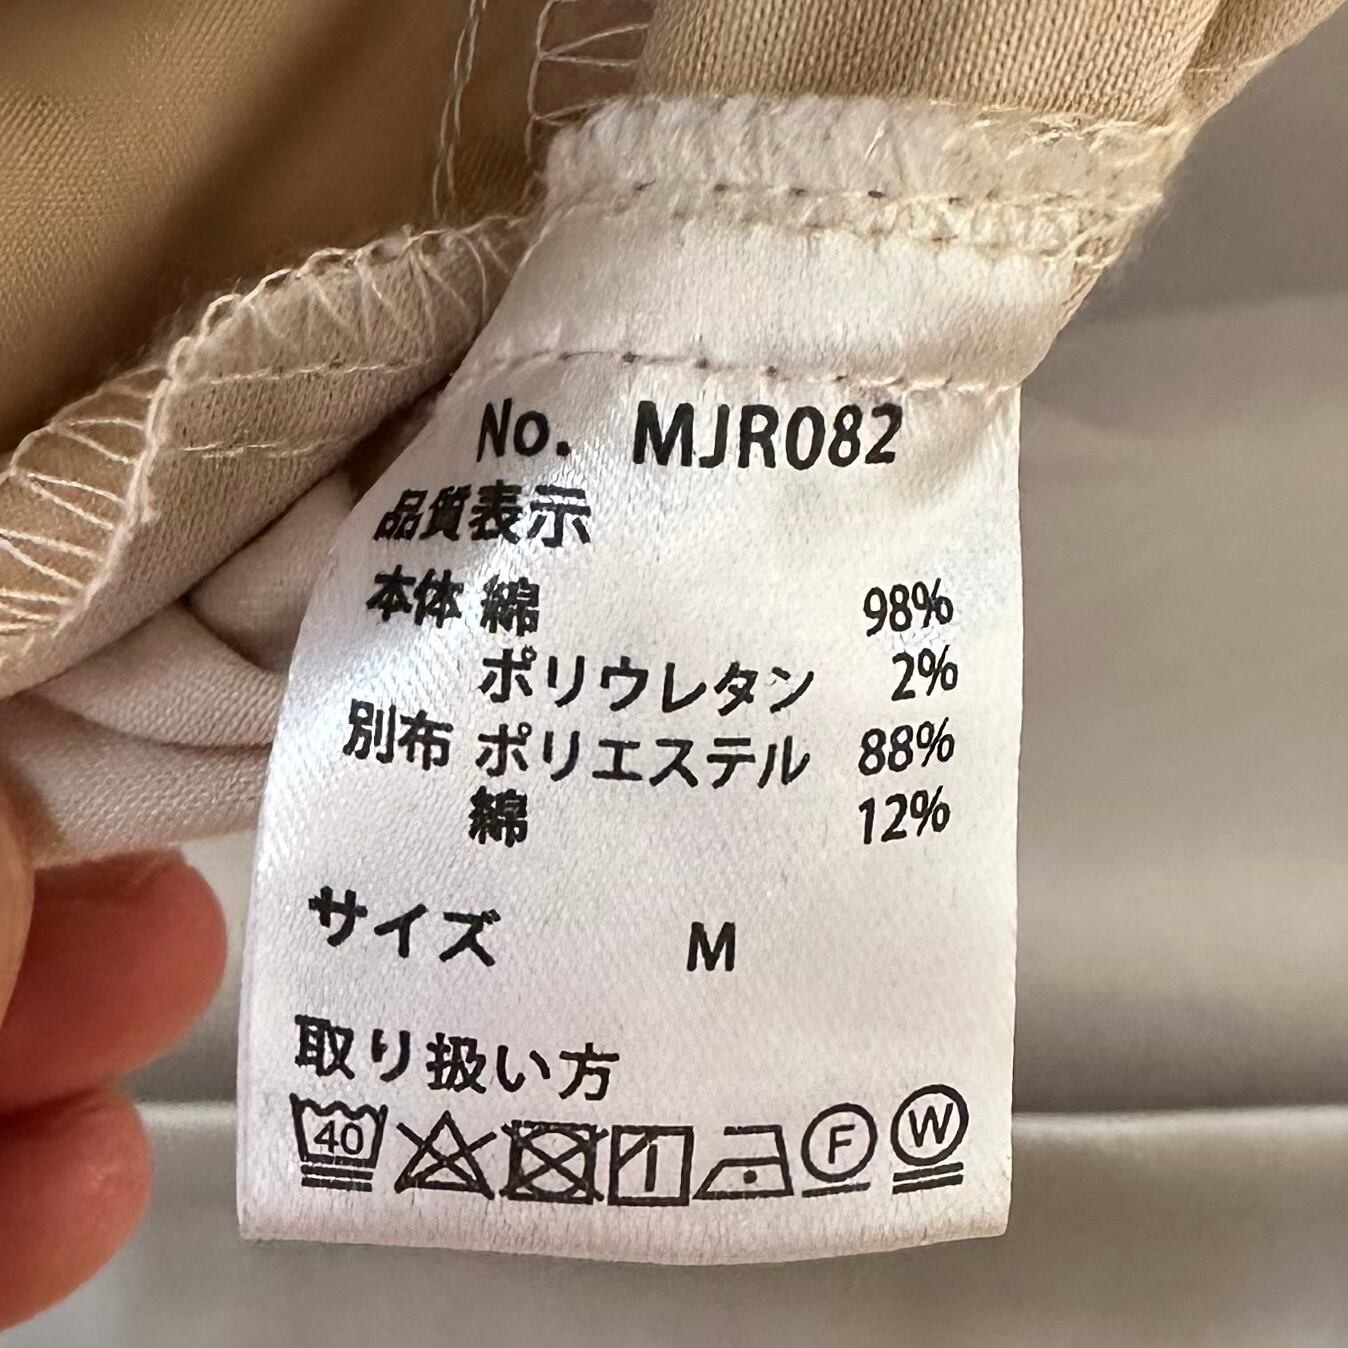 No. MJR082
品質表示
本体 綿 98%
ポリウレタン 2%
別布 ポリエステル 88%
綿 12%
サイズ M
取り扱い方
40 F W